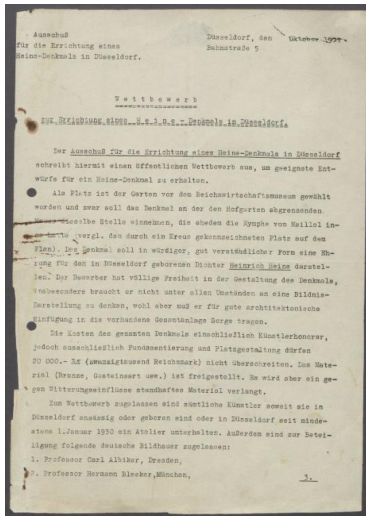 Ausschuß
für die Errichtung eines
Heine-Denkmals in Düsseldorf.
Düsseldorf, den Oktober 1931
Bahnstraße 5
Wettbewerb
zur Errichtung eines Heine-Denkmals in Düsseldorf.
Der Ausschuß für die Errichtung eines Heine-Denkmals in Düsseldorf
schreibt hiermit einen öffentlichen Wettbewerb aus, um geeignete Ent-
würfe für ein Heine-Denkmal zu erhalten.
Als Platz ist der Garten vor dem Reichswirtschaftsmuseum gewählt
worden und zwar soll das Denkmal an der den Hofgarten abgrenzenden
dieselbe Stelle einnehmen, die ehedem die Nymphe von Maillol in-
ne hatte (vergl. den durch ein Kreuz gekennzeichneten Platz auf dem
Plan). Das Denkmal soll in würdiger, gut verständlicher Form eine Eh-
rung für den in Düsseldorf geborenen Dichter Heinrich Heine darstel-
len. Der Bewerber hat völlige Freiheit in der Gestaltung des Denkmals,
insbesondere braucht er nicht unter allen Umständen an eine Bildnis-
Darstellung zu denken, wohl aber muß er für gute architektonische
Einfügung in die vorhandene Gesamtanlage Sorge tragen.
Die Kosten des gesamten Denkmals einschließlich Künstlerhonorar,
jedoch ausschließlich Fundamentierung und Platzgestaltung dürfen
20 000.- RM (zwanzigtausend Reichsmark) nicht überschreiten. Das Mate-
riel (Bronze, Gesteinsart usw.) ist freigestellt. Es wird aber ein ge-
gen Witterungseinflüsse standhaftes Material verlangt.
Zum Wettbewerb zugelassen sind sämtliche Künstler soweit sie in
Düsseldorf ansässig oder geboren sind oder in Düsseldorf seit minde-
stens 1. Januar 1930 ein Atelier unterhalten. Außerdem sind zur Betei-
ligung folgende deutsche Bildhauer zugelassen:
1. Professor Carl Albiker, Dresden,
2. Professor Hermann Bleeker, München,
3.